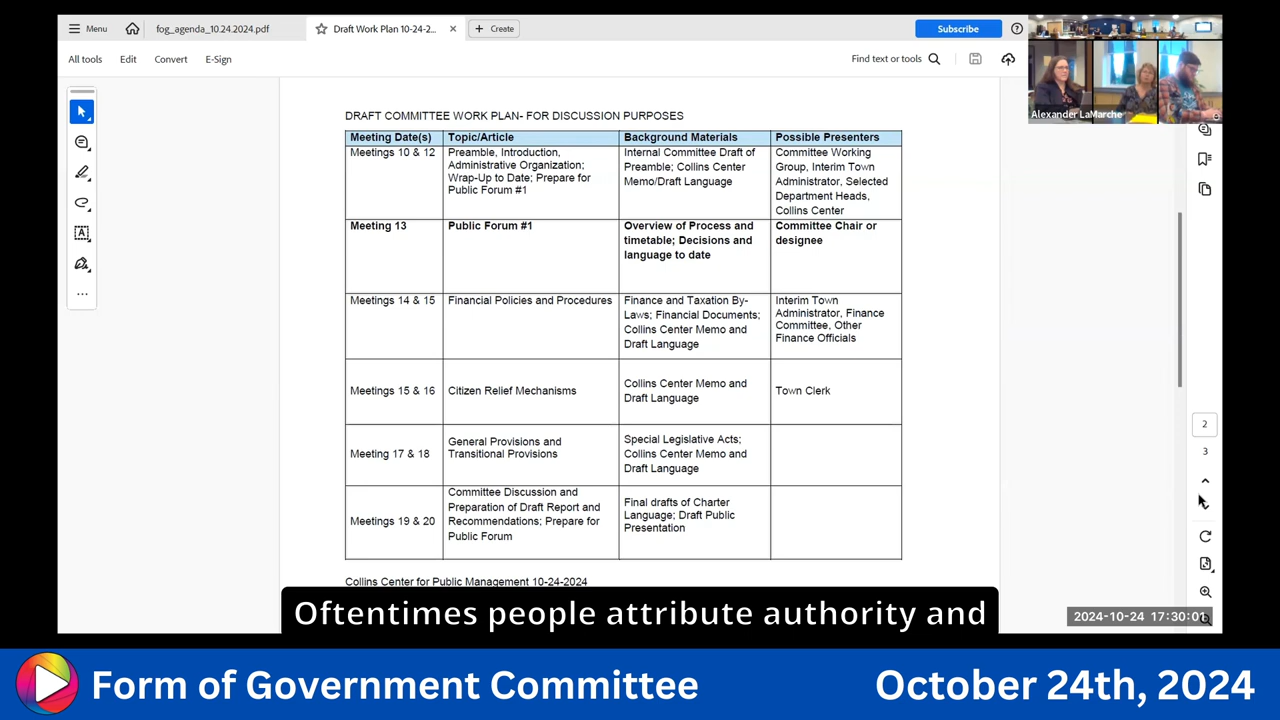 Menu
fog_agenda_10.24.2024.pdf
Draft Work Plan 10-24-2...
Create
Subscribe
All tools
Edit
Convert
E-Sign
Find text or tools
Alexander LaMarche
DRAFT COMMITTEE WORK PLAN- FOR DISCUSSION PURPOSES
Meeting Date(s) Topic/Article Background Materials Possible Presenters
Meetings 10 & 12
Preamble, Introduction,
Administrative Organization;
Wrap-Up to Date; Prepare for
Public Forum #1
Internal Committee Draft of
Preamble; Collins Center
Memo/Draft Language
Committee Working
Group, Interim Town
Administrator, Selected
Department Heads,
Collins Center
Meeting 13
Public Forum #1
Overview of Process and
timetable; Decisions and
language to date
Committee Chair or
designee
Meetings 14 & 15
Financial Policies and Procedures
Finance and Taxation By-
Laws; Financial Documents;
Collins Center Memo and
Draft Language
Interim Town
Administrator, Finance
Committee, Other
Finance Officials
Meetings 15 & 16
Citizen Relief Mechanisms
Collins Center Memo and
Draft Language
Town Clerk
Meeting 17 & 18
General Provisions and
Transitional Provisions
Special Legislative Acts;
Collins Center Memo and
Draft Language
Meetings 19 & 20
Committee Discussion and
Preparation of Draft Report and
Recommendations; Prepare for
Public Forum
Final drafts of Charter
Language; Draft Public
Presentation
Collins Center for Public Management 10-24-2024
2
3
Oftentimes people attribute authority and
2024-10-24 17:30:01
Form of Government Committee
October 24th, 2024